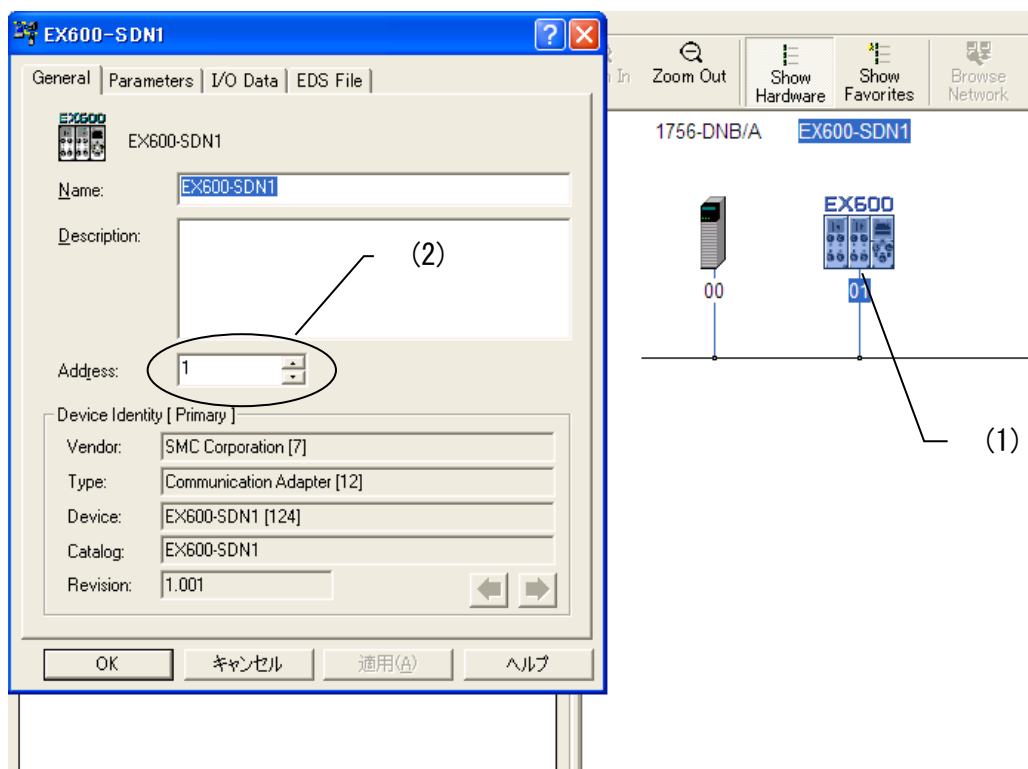 EX600-SDN1
General Parameters I/O Data EDS File
EX600
EX600-SDN1
Name: EX600-SDN1
Description:
(2)
Address: 1
Device Identity [ Primary ]
Vendor: SMC Corporation [7]
Type: Communication Adapter [12]
Device: EX600-SDN1 [124]
Catalog: EX600-SDN1
Revision: 1.001
OK キャンセル 適用(A) ヘルプ
In Zoom Out Show Hardware Show Favorites Browse Network
1756-DNB/A EX600-SDN1
EX600
00 01
(1)